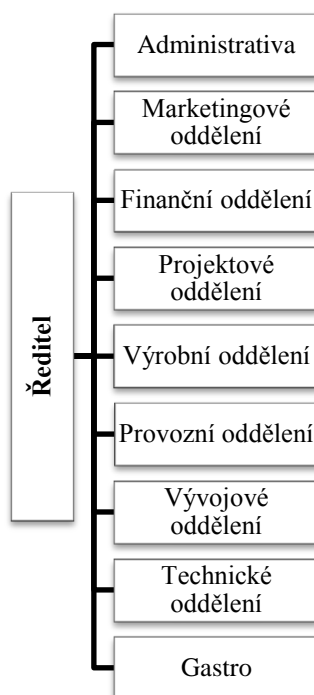 Ředitel
Administrativa
Marketingové
oddělení
Finanční oddělení
Projektové
oddělení
Výrobní oddělení
Provozní oddělení
Vývojové
oddělení
Technické
oddělení
Gastro